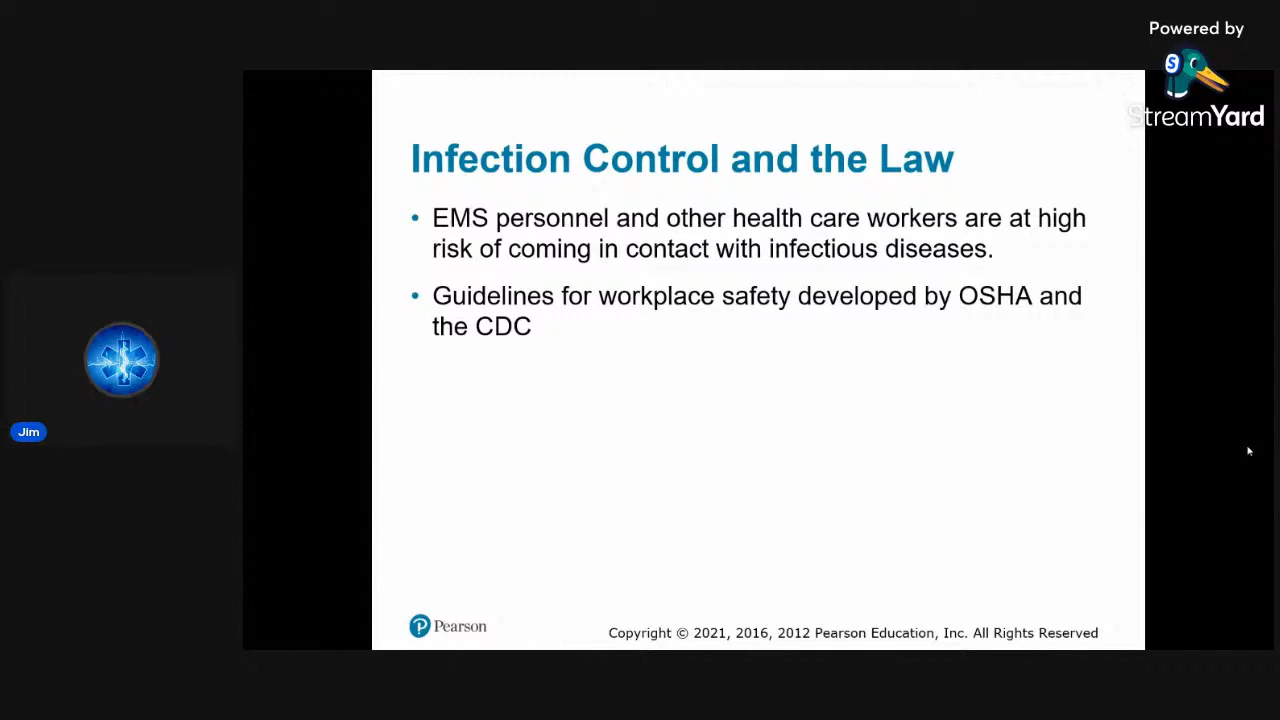 Powered by
StreamYard
Infection Control and the Law
• EMS personnel and other health care workers are at high
risk of coming in contact with infectious diseases.
• Guidelines for workplace safety developed by OSHA and
the CDC
Jim
Pearson
Copyright © 2021, 2016, 2012 Pearson Education, Inc. All Rights Reserved